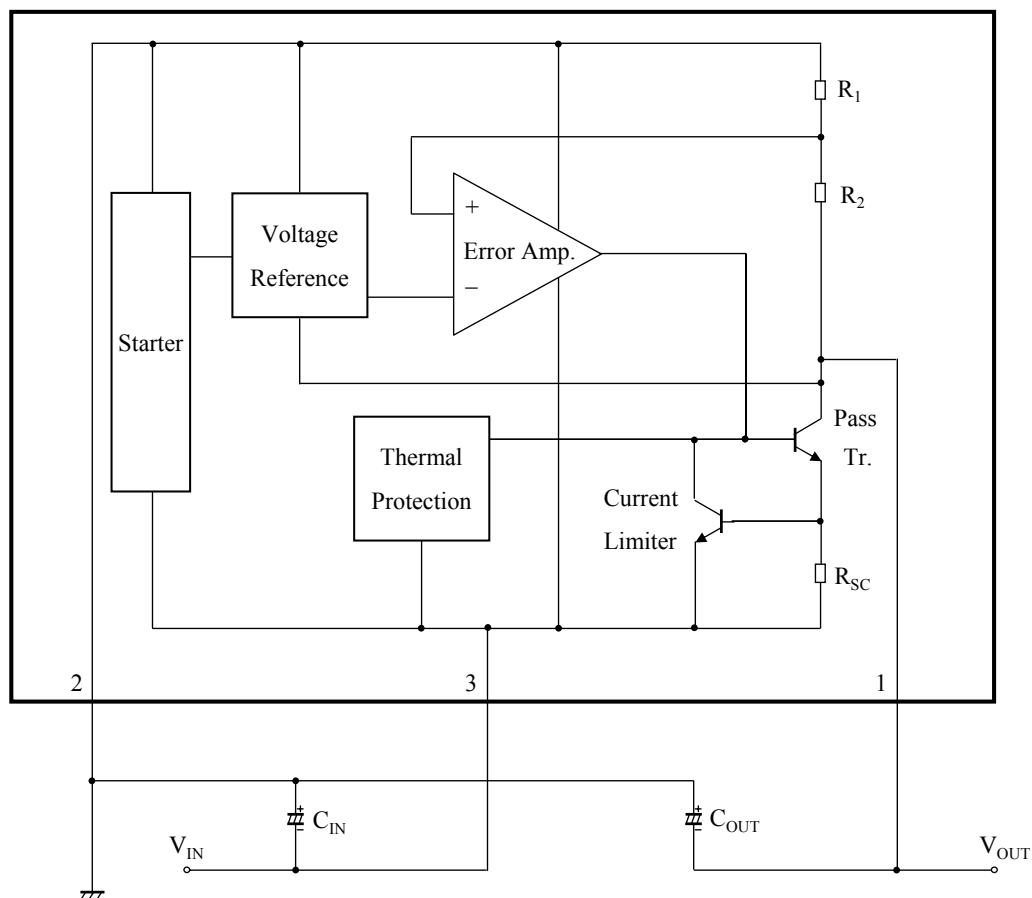 R1
R2
+
Error Amp.
−
Voltage
Reference
Starter
Pass
Tr.
Thermal
Protection
Current
Limiter
RSC
2
3
1
+
CIN
−
+
COUT
−
VIN
VOUT